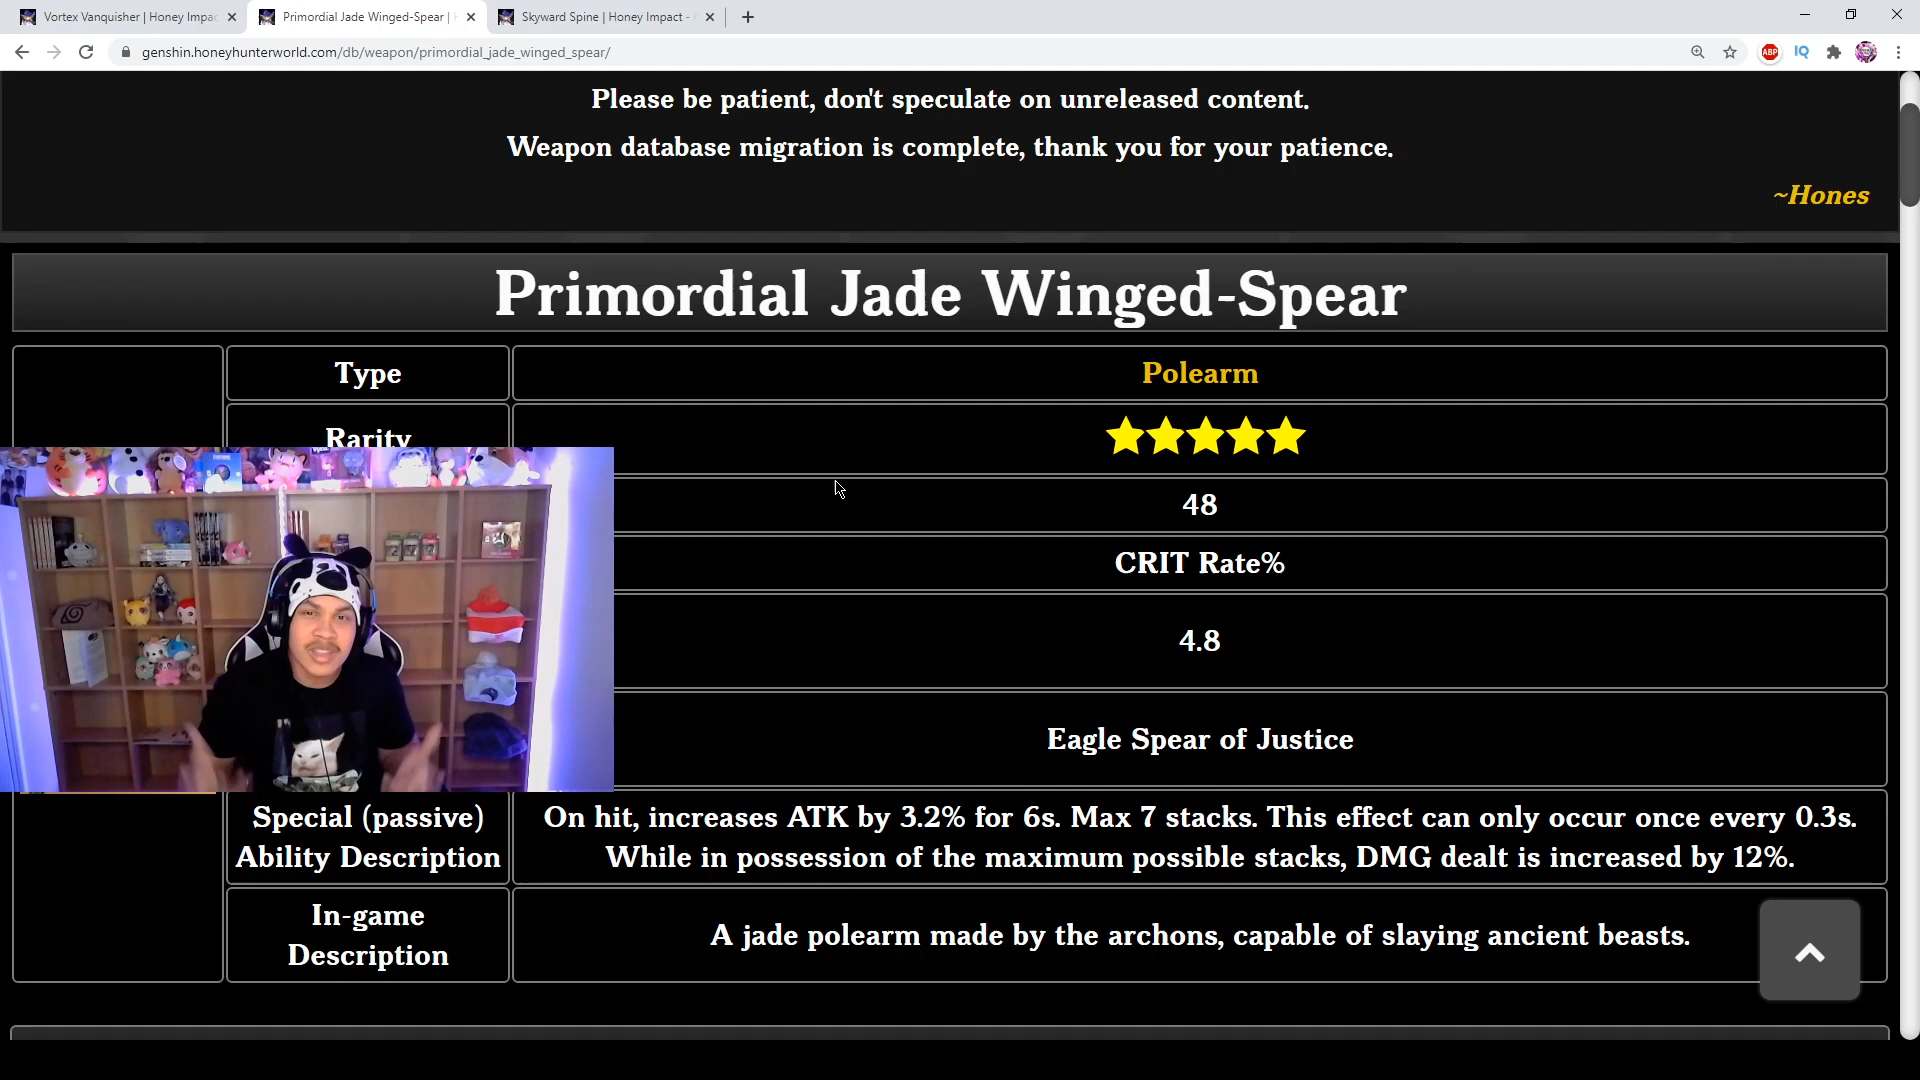 Vortex Vanquisher | Honey Impac
Primordial Jade Winged-Spear | H
Skyward Spine | Honey Impact -
genshin.honeyhunterworld.com/db/weapon/primordial_jade_winged_spear/
ABP
IQ
Please be patient, don't speculate on unreleased content.
Weapon database migration is complete, thank you for your patience.
~Hones
Primordial Jade Winged-Spear
Type
Polearm
Rarity
48
CRIT Rate%
4.8
Eagle Spear of Justice
Special (passive)
Ability Description
On hit, increases ATK by 3.2% for 6s. Max 7 stacks. This effect can only occur once every 0.3s.
While in possession of the maximum possible stacks, DMG dealt is increased by 12%.
In-game
Description
A jade polearm made by the archons, capable of slaying ancient beasts.